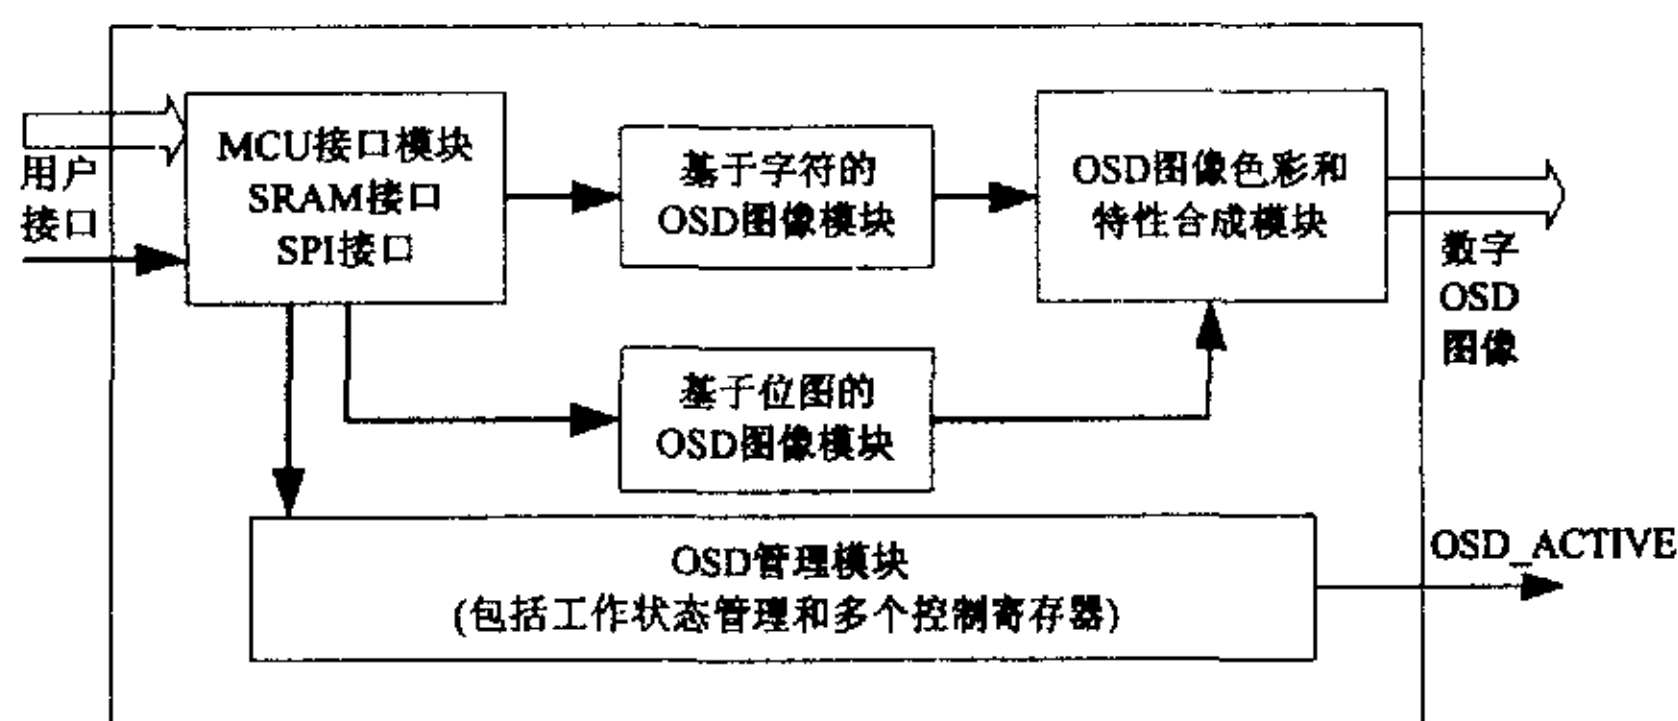 用户
接口
MCU接口模块
SRAM接口
SPI接口
基于字符的
OSD图像模块
OSD图像色彩和
特性合成模块
数字
OSD
图像
基于位图的
OSD图像模块
OSD管理模块
(包括工作状态管理和多个控制寄存器)
OSD_ACTIVE